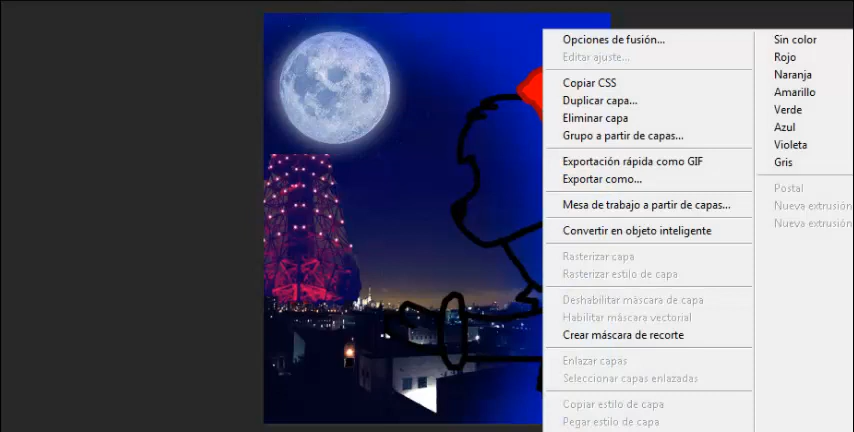 Opciones de fusión...
Editar ajuste...
Copiar CSS
Duplicar capa...
Eliminar capa
Grupo a partir de capas...
Exportación rápida como GIF
Exportar como...
Mesa de trabajo a partir de capas...
Convertir en objeto inteligente
Rasterizar capa
Rasterizar estilo de capa
Deshabilitar máscara de capa
Habilitar máscara vectorial
Crear máscara de recorte
Enlazar capas
Seleccionar capas enlazadas
Copiar estilo de capa
Pegar estilo de capa
Sin color
Rojo
Naranja
Amarillo
Verde
Azul
Violeta
Gris
Postal
Nueva extrusión
Nueva extrusión